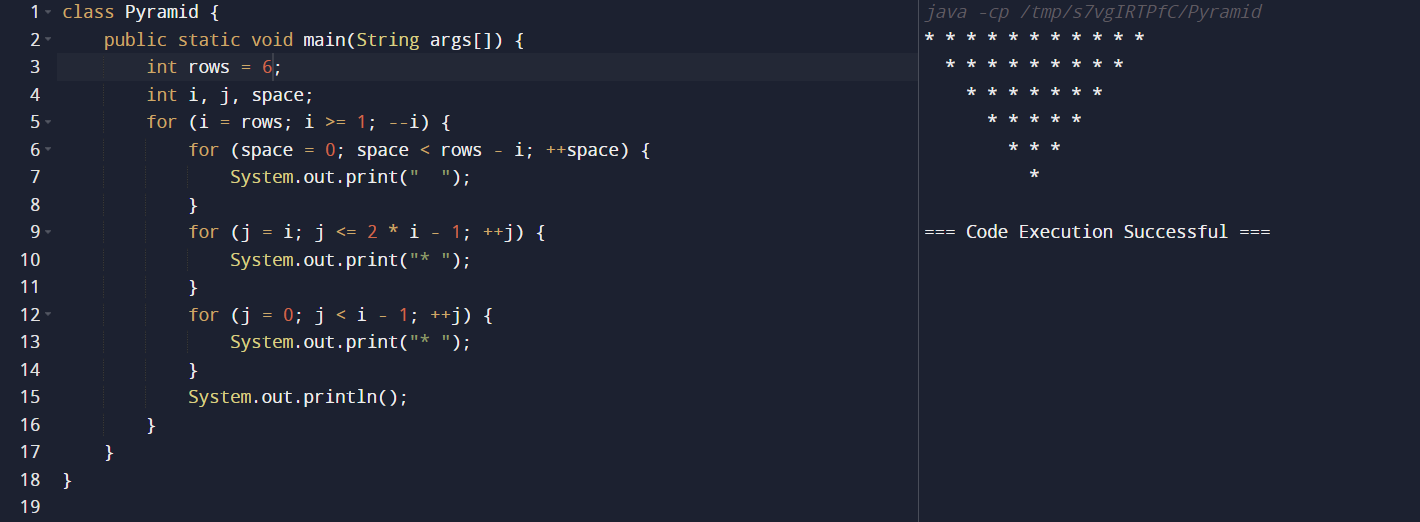 1 class Pyramid {
2     public static void main(String args[]) {
3         int rows = 6;
4         int i, j, space;
5         for (i = rows; i >= 1; --i) {
6             for (space = 0; space < rows - i; ++space) {
7                 System.out.print("  ");
8             }
9             for (j = i; j <= 2 * i - 1; ++j) {
10                 System.out.print("* ");
11             }
12             for (j = 0; j < i - 1; ++j) {
13                 System.out.print("* ");
14             }
15             System.out.println();
16         }
17     }
18 }
19
java -cp /tmp/s7vgIRTPfC/Pyramid
* * * * * * * * * * *
  * * * * * * * * *
    * * * * * * *
      * * * * *
        * * *
          *
=== Code Execution Successful ===